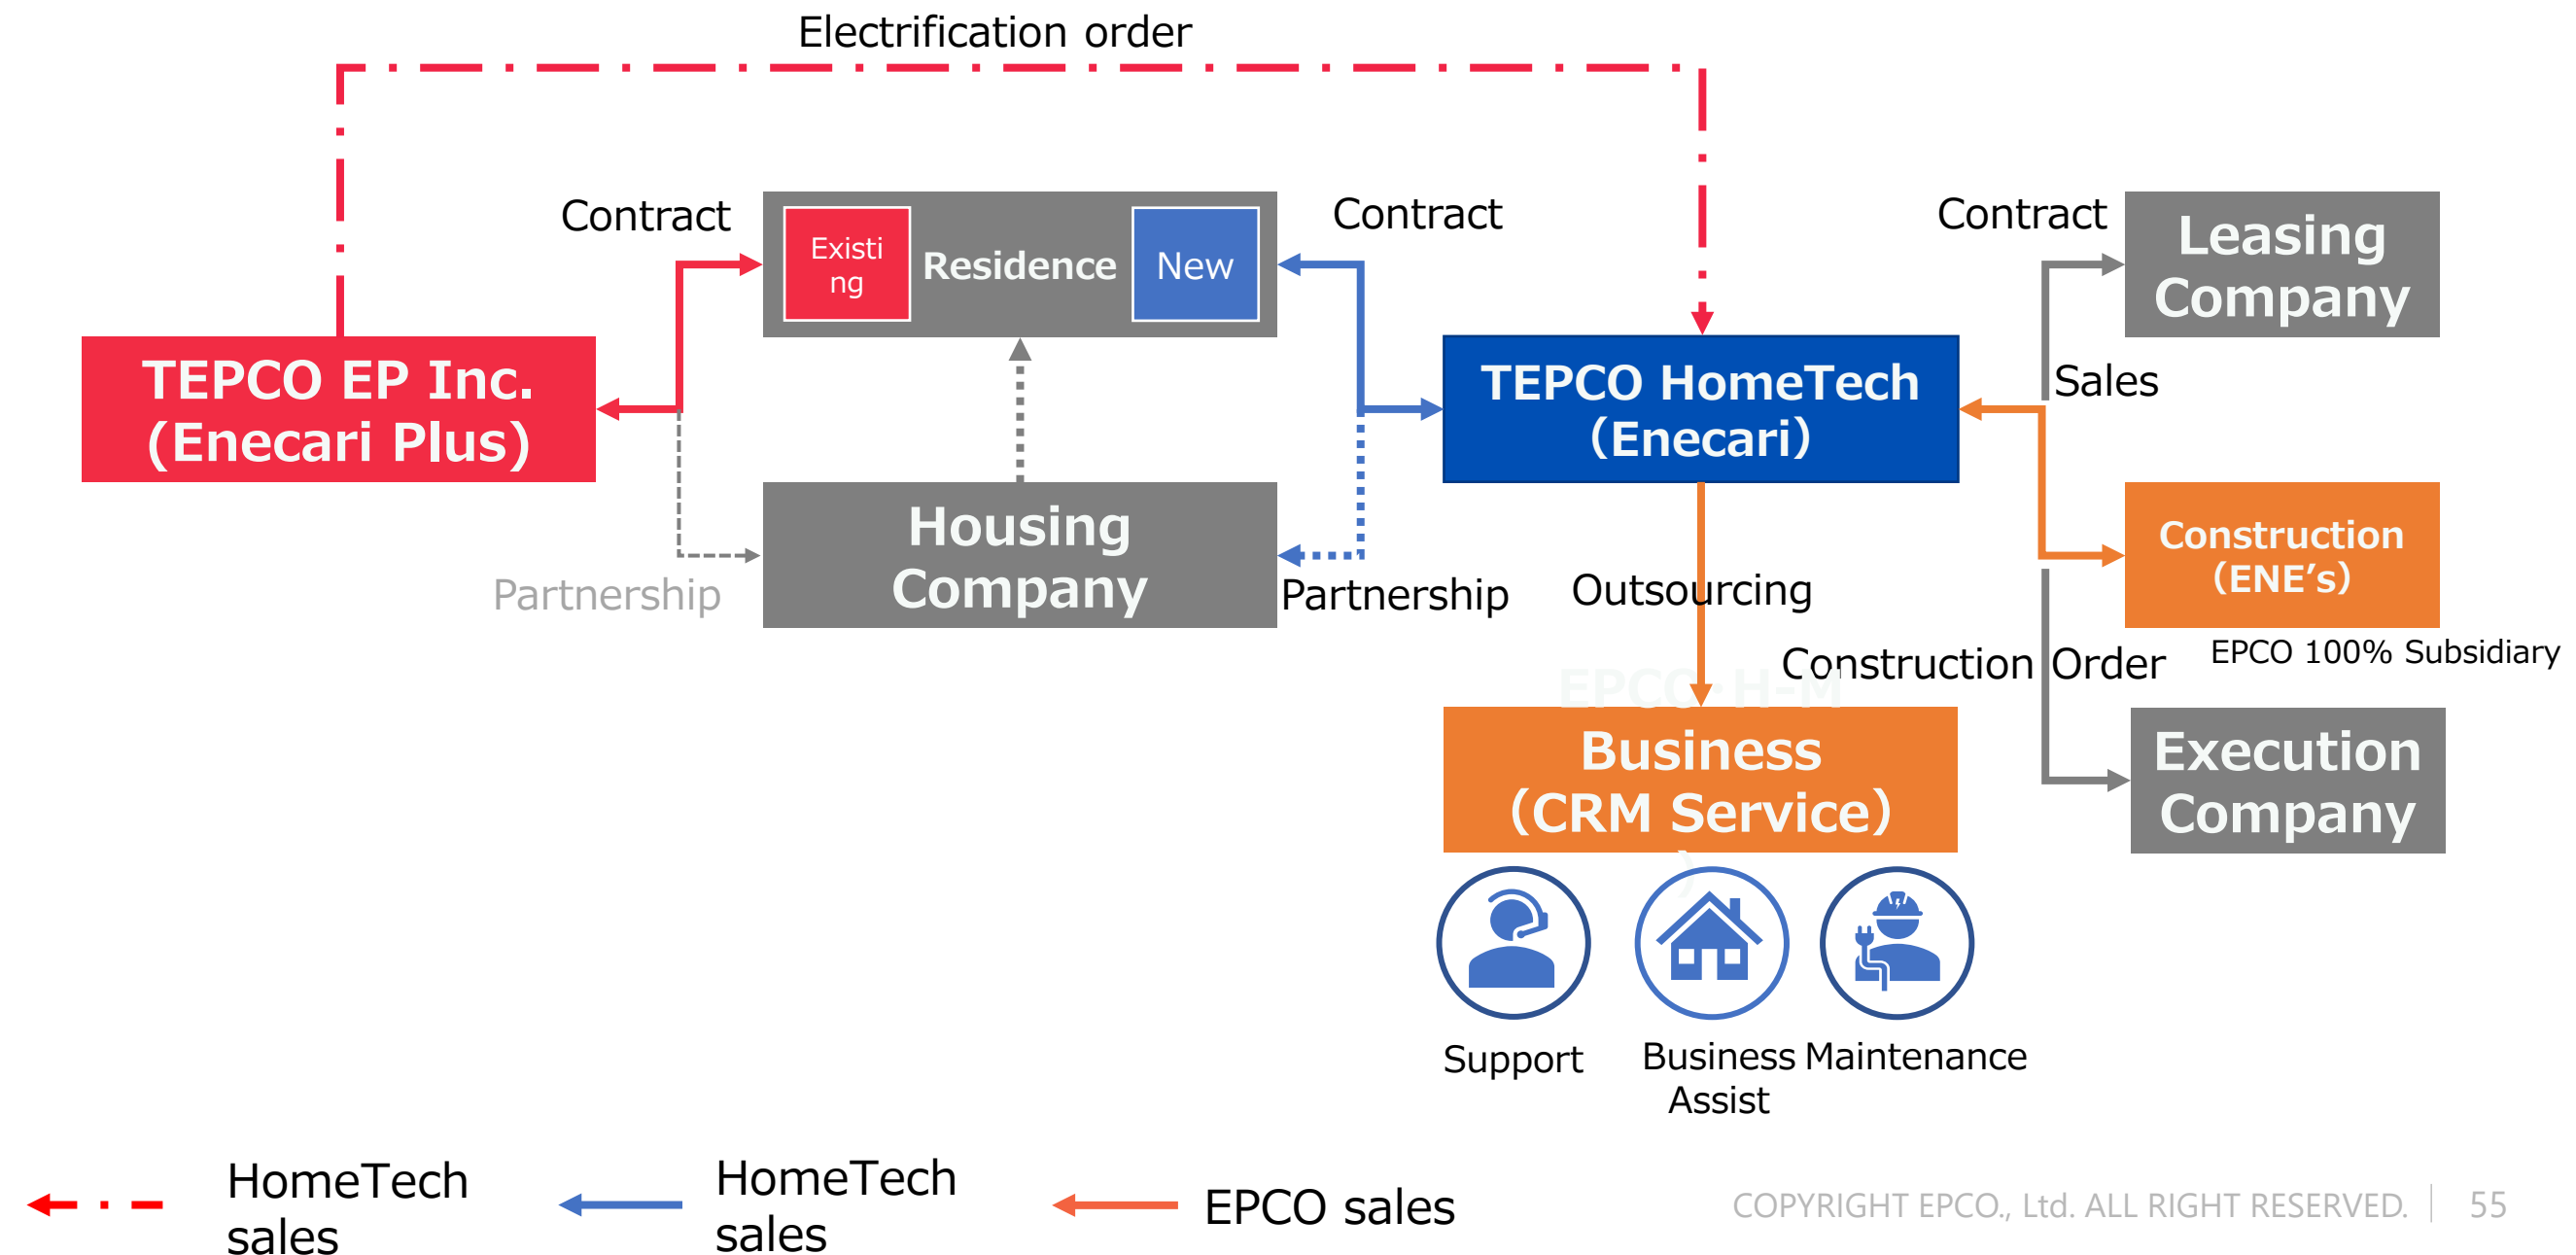 Electrification order
Contract
Existi
ng
Residence
New
Contract
Contract
Leasing
Company
TEPCO EP Inc.
(Enecari Plus)
TEPCO HomeTech
(Enecari)
Sales
Housing
Company
Construction
(ENE’s)
Partnership
Partnership
Outsourcing
EPCO 100% Subsidiary
Construction Order
EPCO・H-M
Business
(CRM Service)
)
Execution
Company
Support
Business
Assist
Maintenance
HomeTech
sales
HomeTech
sales
EPCO sales
COPYRIGHT EPCO., Ltd. ALL RIGHT RESERVED.
55